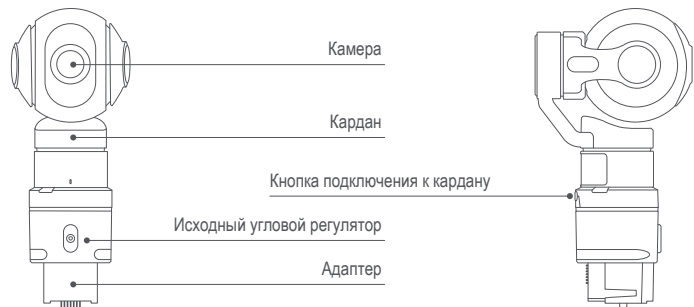 Камера
Кардан
Кнопка подключения к кардану
Исходный угловой регулятор
Адаптер